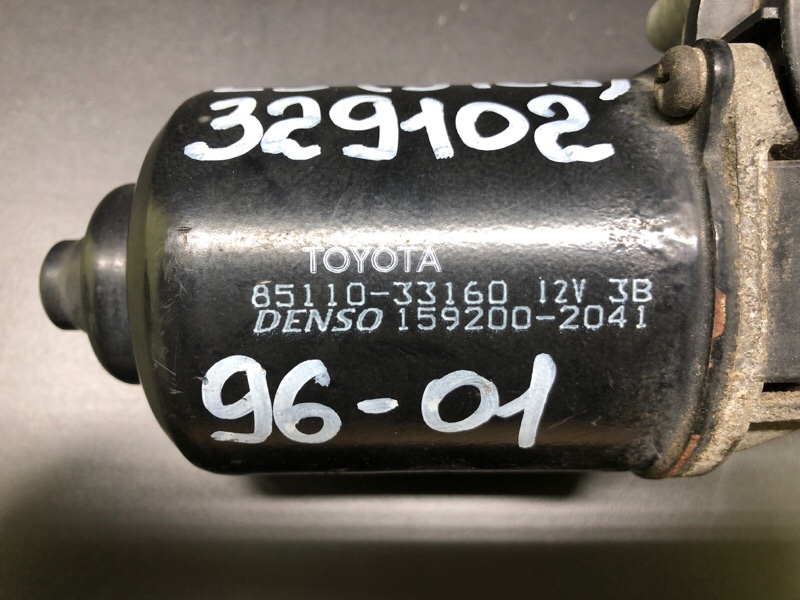 329102
TOYOTA
85110-33160 12V 3B
DENSO 159200-2041
96-01